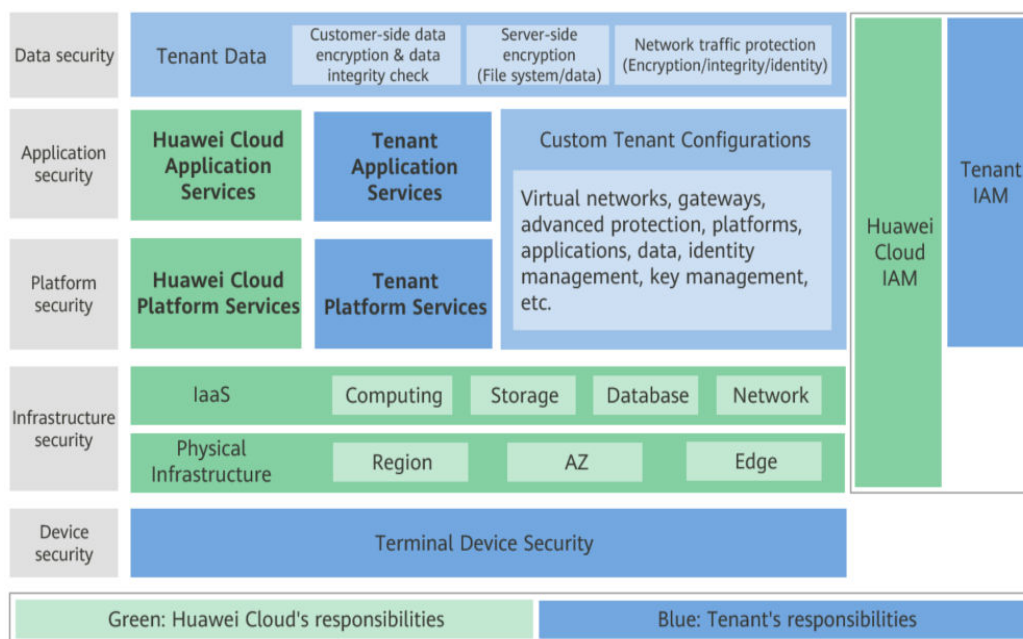 Data security
Tenant Data
Customer-side data
encryption & data
integrity check
Server-side
encryption
(File system/data)
Network traffic protection
(Encryption/integrity/identity)
Application
security
Huawei Cloud
Application
Services
Tenant
Application
Services
Custom Tenant Configurations
Virtual networks, gateways,
advanced protection, platforms,
applications, data, identity
management, key management,
etc.
Platform
security
Huawei Cloud
Platform Services
Tenant
Platform Services
Huawei
Cloud
IAM
Tenant
IAM
Infrastructure
security
IaaS
Computing
Storage
Database
Network
Physical
Infrastructure
Region
AZ
Edge
Device
security
Terminal Device Security
Green: Huawei Cloud's responsibilities
Blue: Tenant's responsibilities